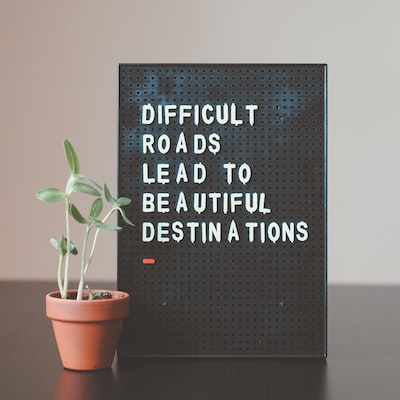 DIFFICULT
ROADS
LEAD TO
BEAUTIFUL
DESTINATIONS